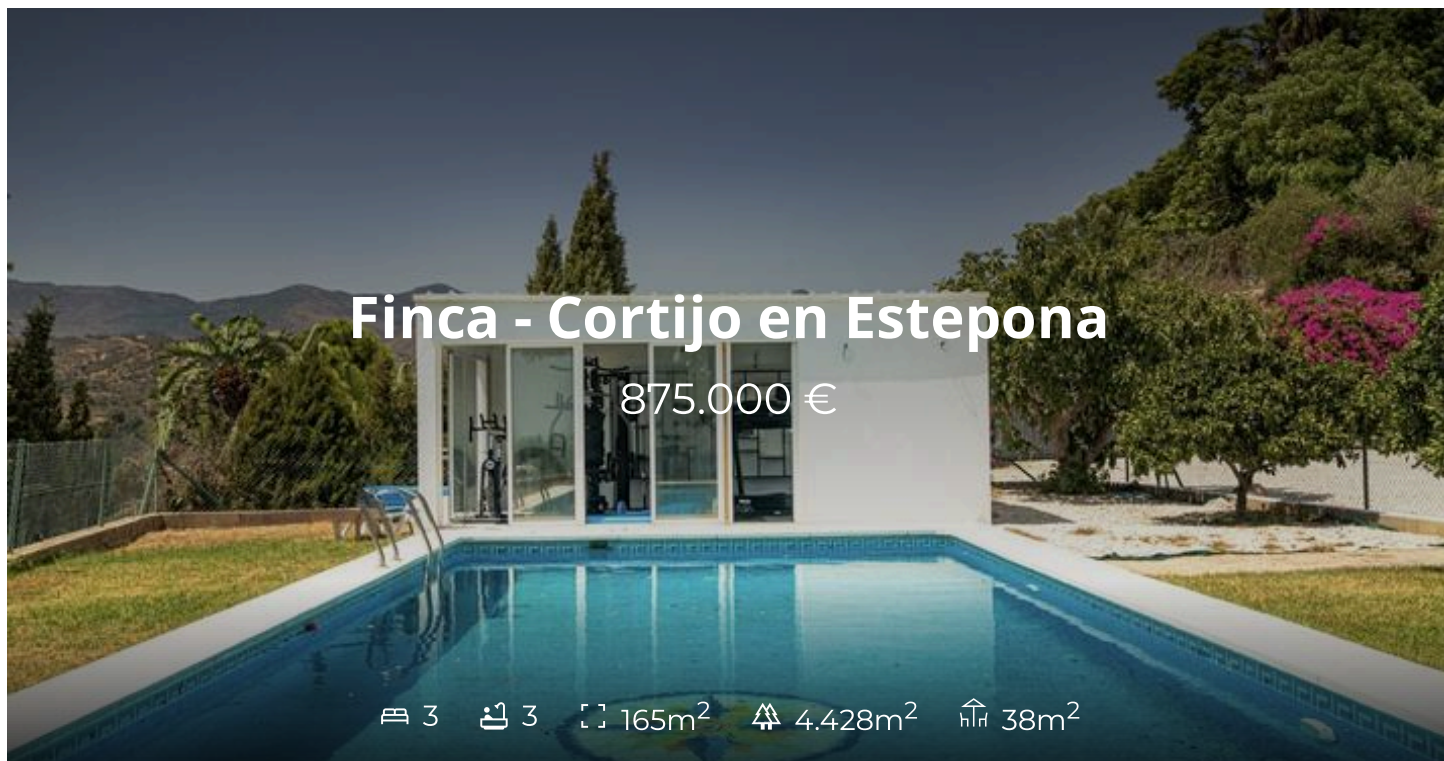 Finca - Cortijo en Estepona
875.000 €
3 3 165m² 4.428m² 38m²